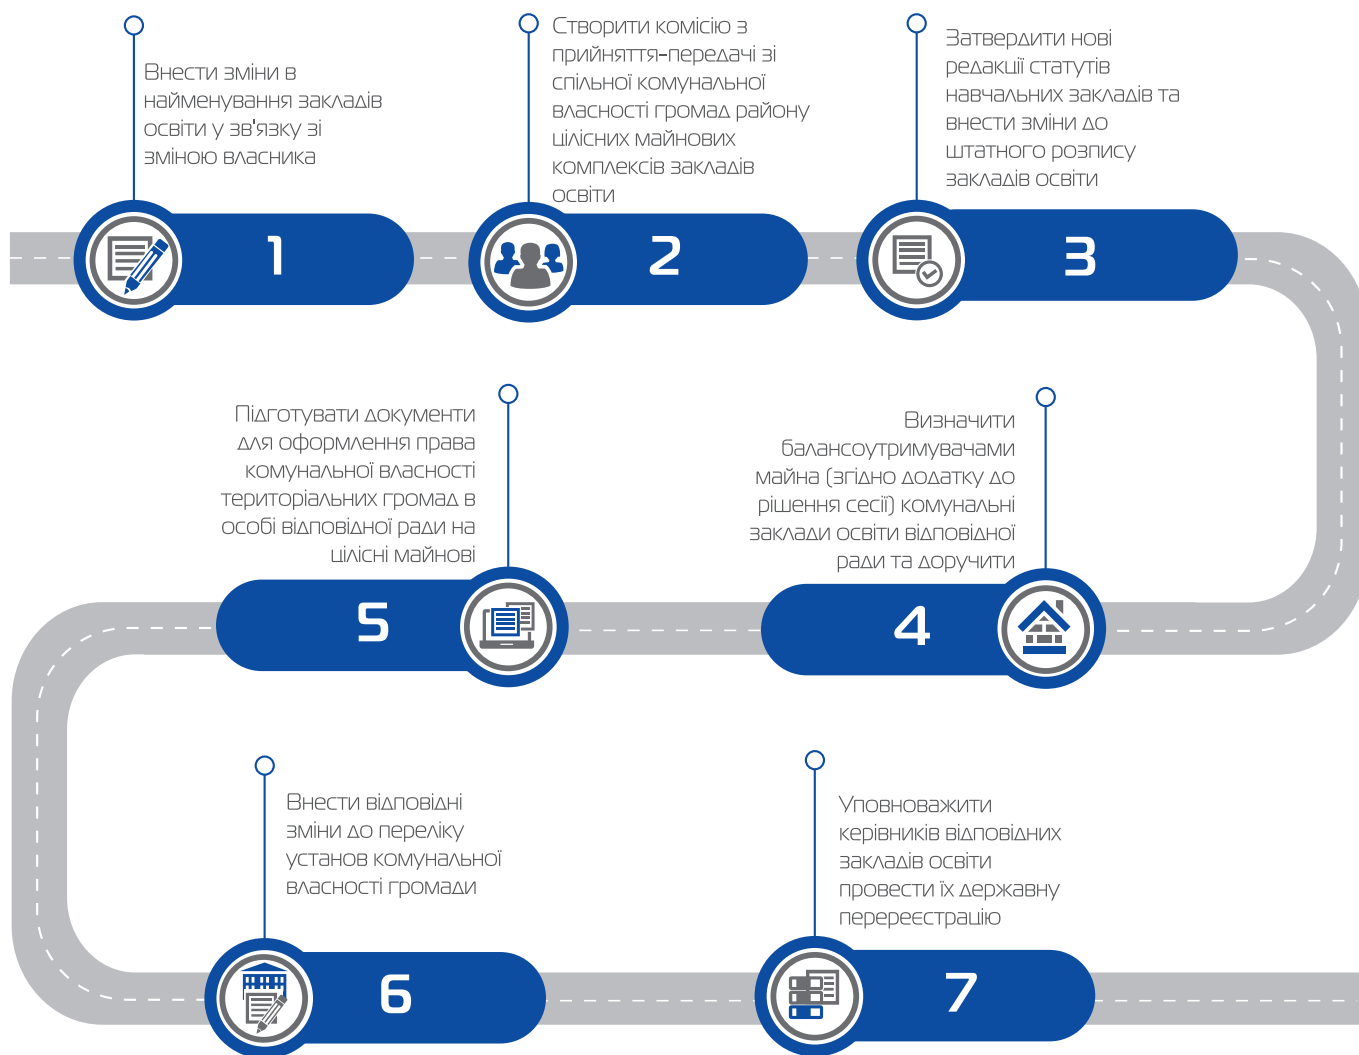 Внести зміни в
найменування закладів
освіти у зв'язку зі
зміною власника
1
Створити комісію з
прийняття-передачі зі
спільної комунальної
власності громад району
цілісних майнових
комплексів закладів
освіти
2
Затвердити нові
редакції статутів
навчальних закладів та
внести зміни до
штатного розпису
закладів освіти
3
Визначити
балансоутримувачами
майна (згідно додатку до
рішення сесії) комунальні
заклади освіти відповідної
ради та доручити
4
Підготувати документи
для оформлення права
комунальної власності
територіальних громад в
особі відповідної ради на
цілісні майнові
5
Внести відповідні
зміни до переліку
установ комунальної
власності громади
6
Уповноважити
керівників відповідних
закладів освіти
провести їх державну
перереєстрацію
7